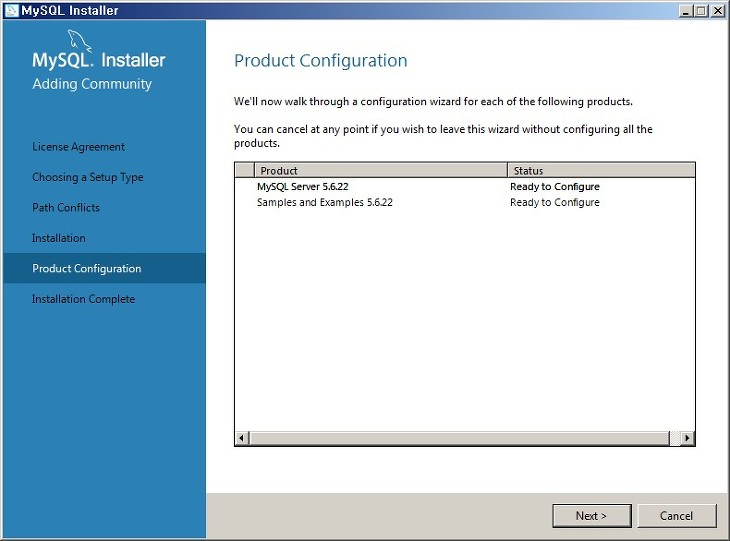 MySQL Installer
MySQL. Installer
Adding Community
License Agreement
Choosing a Setup Type
Path Conflicts
Installation
Product Configuration
Installation Complete
Product Configuration
We'll now walk through a configuration wizard for each of the following products.
You can cancel at any point if you wish to leave this wizard without configuring all the
products.
Product Status
MySQL Server 5.6.22 Ready to Configure
Samples and Examples 5.6.22 Ready to Configure
Next > Cancel